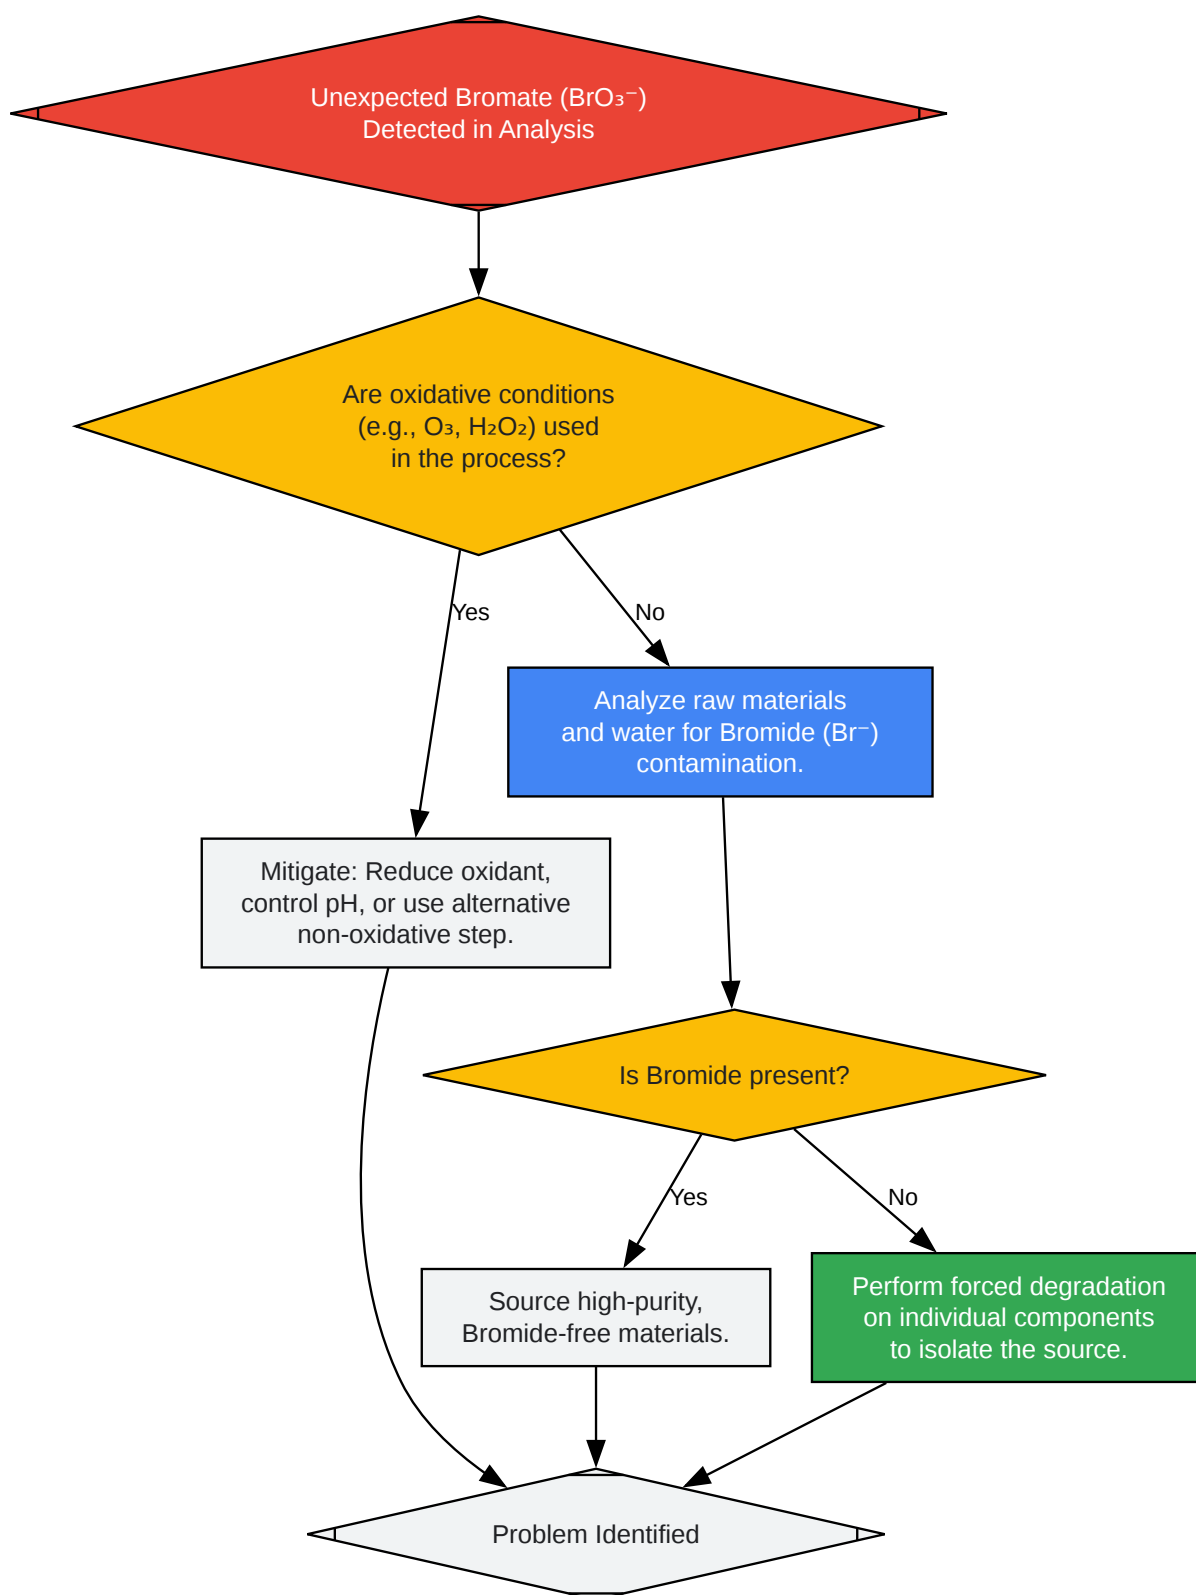 Unexpected Bromate (BrO₃⁻)
Detected in Analysis
Are oxidative conditions
(e.g., O₃, H₂O₂) used
in the process?
Yes
No
Analyze raw materials
and water for Bromide (Br⁻)
contamination.
Mitigate: Reduce oxidant,
control pH, or use alternative
non-oxidative step.
Is Bromide present?
Yes
No
Source high-purity,
Bromide-free materials.
Perform forced degradation
on individual components
to isolate the source.
Problem Identified